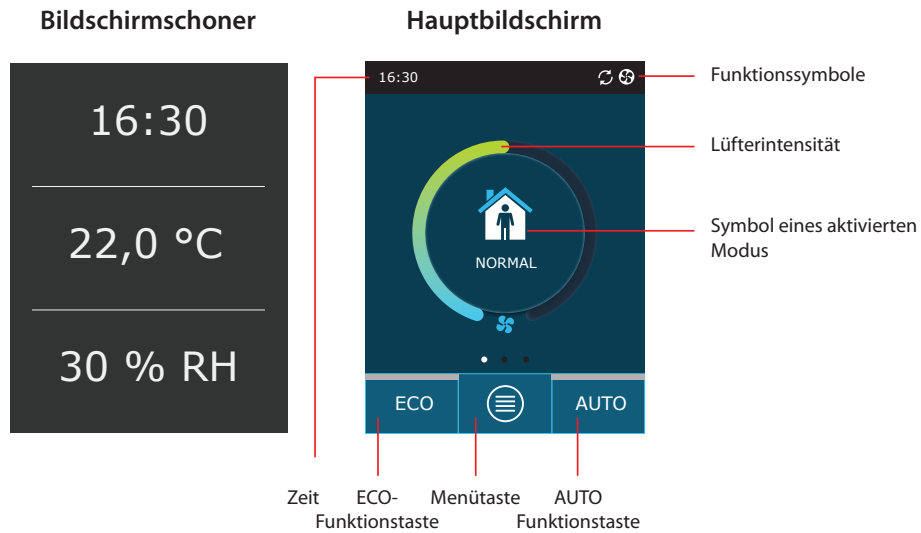 Bildschirmschoner
16:30
22,0 °C
30 % RH
Hauptbildschirm
16:30
NORMAL
ECO
AUTO
Funktionssymbole
Lüfterintensität
Symbol eines aktivierten
Modus
Zeit
ECO-
Funktionstaste
Menütaste
AUTO
Funktionstaste